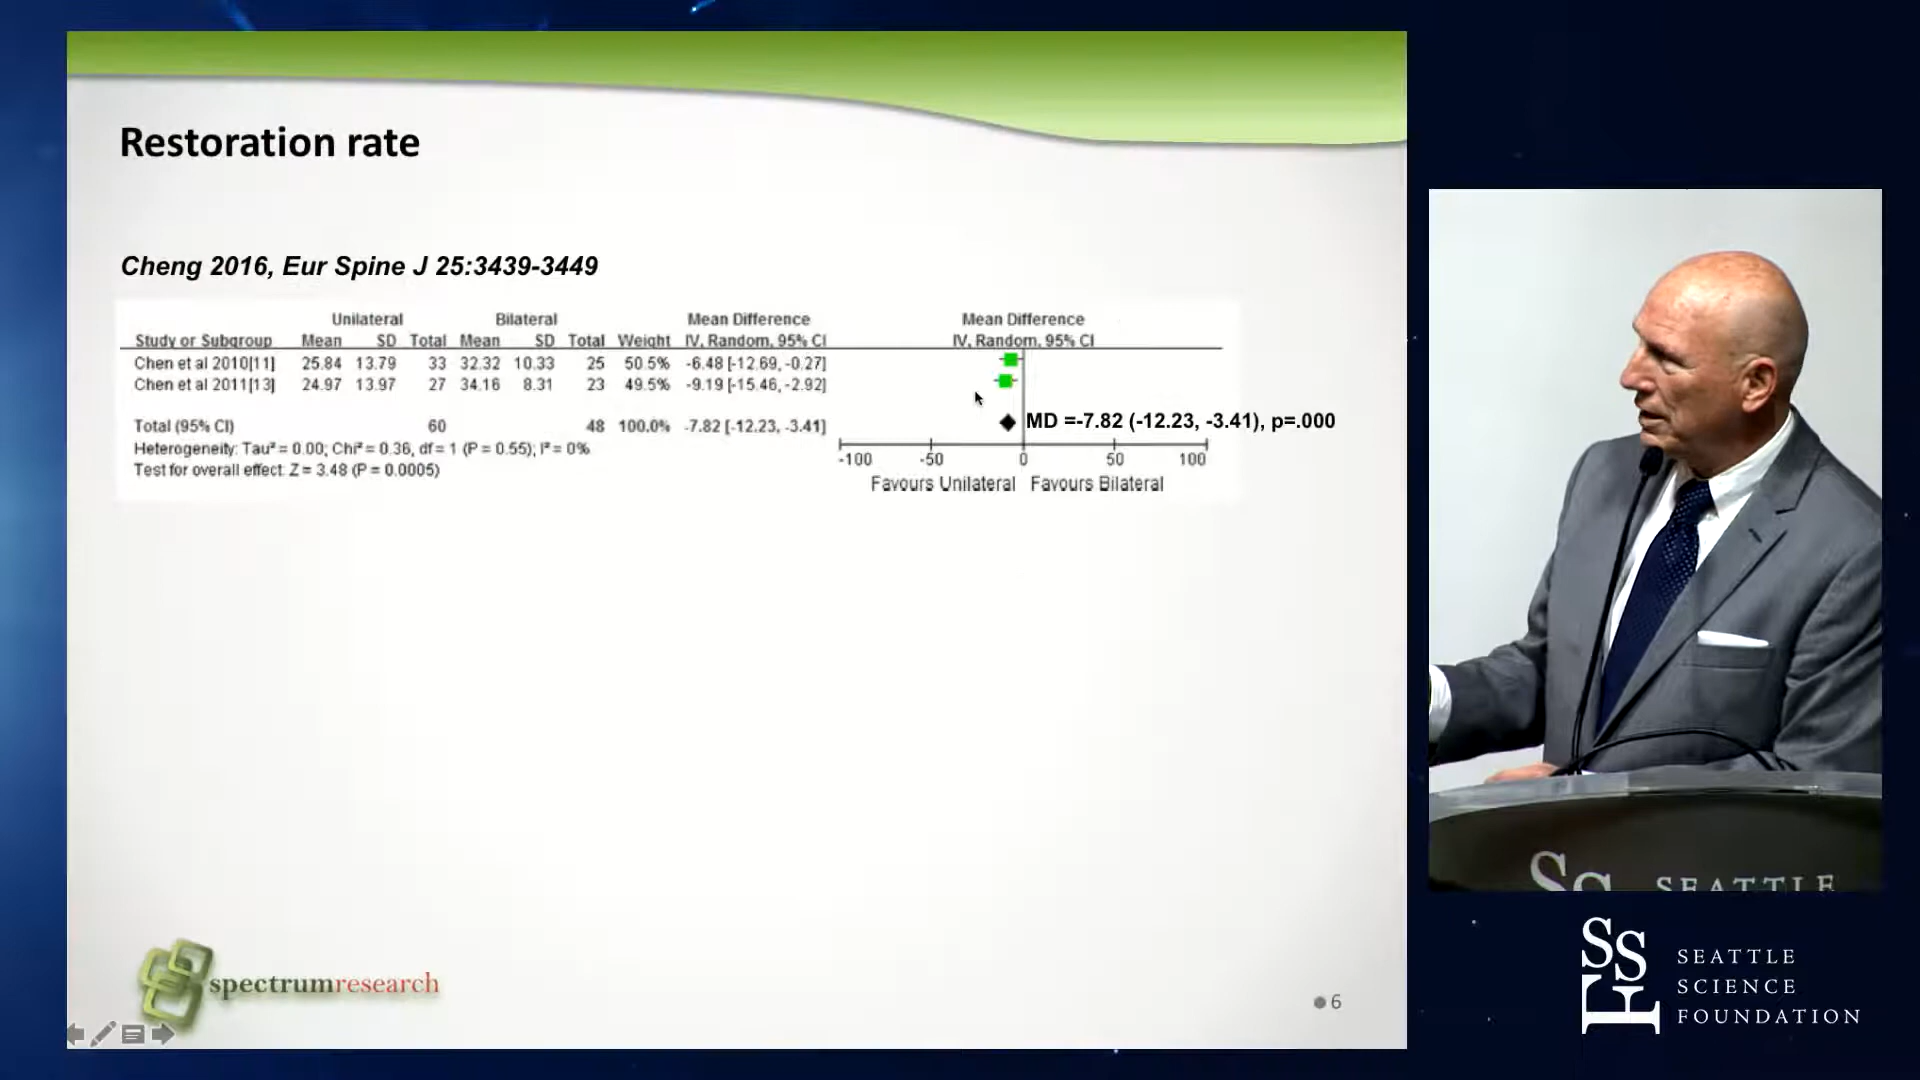 Restoration rate
Cheng 2016, Eur Spine J 25:3439-3449
Unilateral Bilateral Mean Difference Mean Difference
Study or Subgroup Mean SD Total Mean SD Total Weight IV, Random, 95% CI IV, Random, 95% CI
Chen et al 2010[11] 25.84 13.79 33 32.32 10.33 25 50.5% -6.48 [-12.69, -0.27]
Chen et al 2011[13] 24.97 13.97 27 34.16 8.31 23 49.5% -9.19 [-15.46, -2.92]
Total (95% CI) 60 48 100.0% -7.82 [-12.23, -3.41] MD =-7.82 (-12.23, -3.41), p=.000
Heterogeneity: Tau² = 0.00; Chi² = 0.36, df = 1 (P = 0.55); I² = 0%
Test for overall effect: Z = 3.48 (P = 0.0005)
-100 -50 0 50 100
Favours Unilateral Favours Bilateral
spectrumresearch
6
SS SEATTLE
SSF
SEATTLE
SCIENCE
FOUNDATION